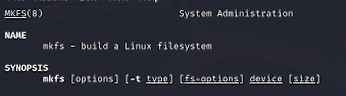 MKFS(8) System Administration
NAME
mkfs - build a Linux filesystem
SYNOPSIS
mkfs [options] [-t type] [fs-options] device [size]